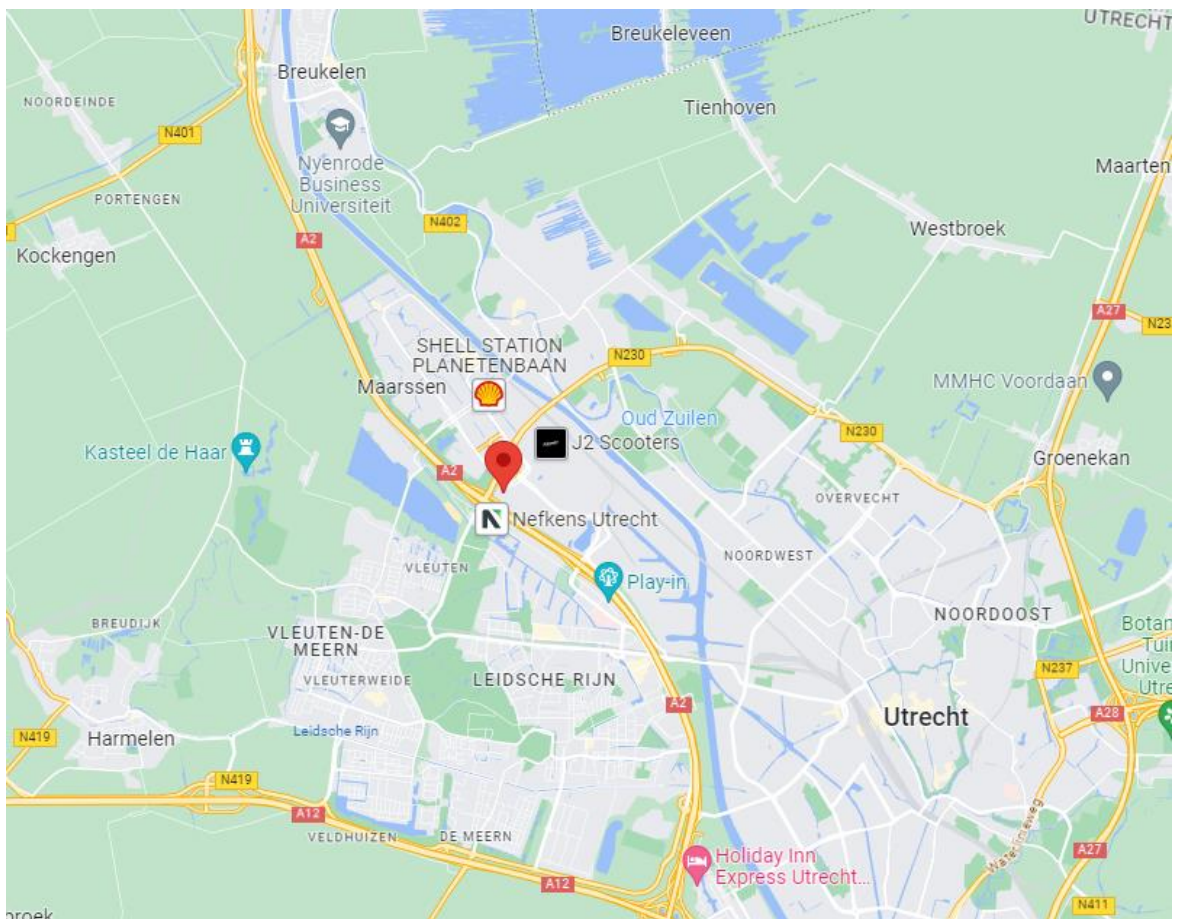 UTRECHT
Breukeleveen
Breukelen
NOORDEINDE
Tienhoven
N401
Nyenrode
Business
Universiteit
Maarten
PORTENGEN
N402
Westbroek
A2
Kockengen
A27
N23
SHELL STATION
PLANETENBAAN
N230
Maarssen
MMHC Voordaan
Oud Zuilen
N230
Kasteel de Haar
J2 Scooters
Groenekan
A2
OVERVECHT
N
Nefkens Utrecht
NOORDWEST
VLEUTEN
Play-in
BREUDIJK
NOORDOOST
VLEUTEN-DE
MEERN
Botan
Tui
Unive
Utre
N237
VLEUTERWEIDE
LEIDSCHE RIJN
A2
Utrecht
A28
Leidsche Rijn
N419
Harmelen
N419
A12
VELDHUIZEN
DE MEERN
Waterlinieweg
A27
Holiday Inn
Express Utrecht...
A12
N411
broek